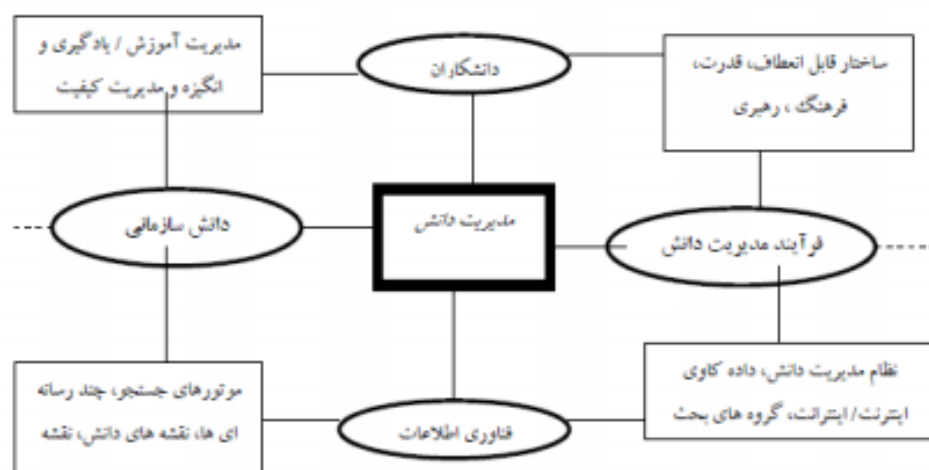 مدیریت آموزش / یادگیری و
انگیزه و مدیریت کیفیت
دانشکاران
ساختار قابل انعطاف، قدرت،
فرهنگ ، رهبری
دانش سازمانی
مدیریت دانش
فرآیند مدیریت دانش
موتورهای جستجو، چند رسانه
ای ها، نقشه های دانش، نقشه
فناوری اطلاعات
نظام مدیریت دانش، داده کاوی
اینترنت/ اینترانت، گروه های بحث